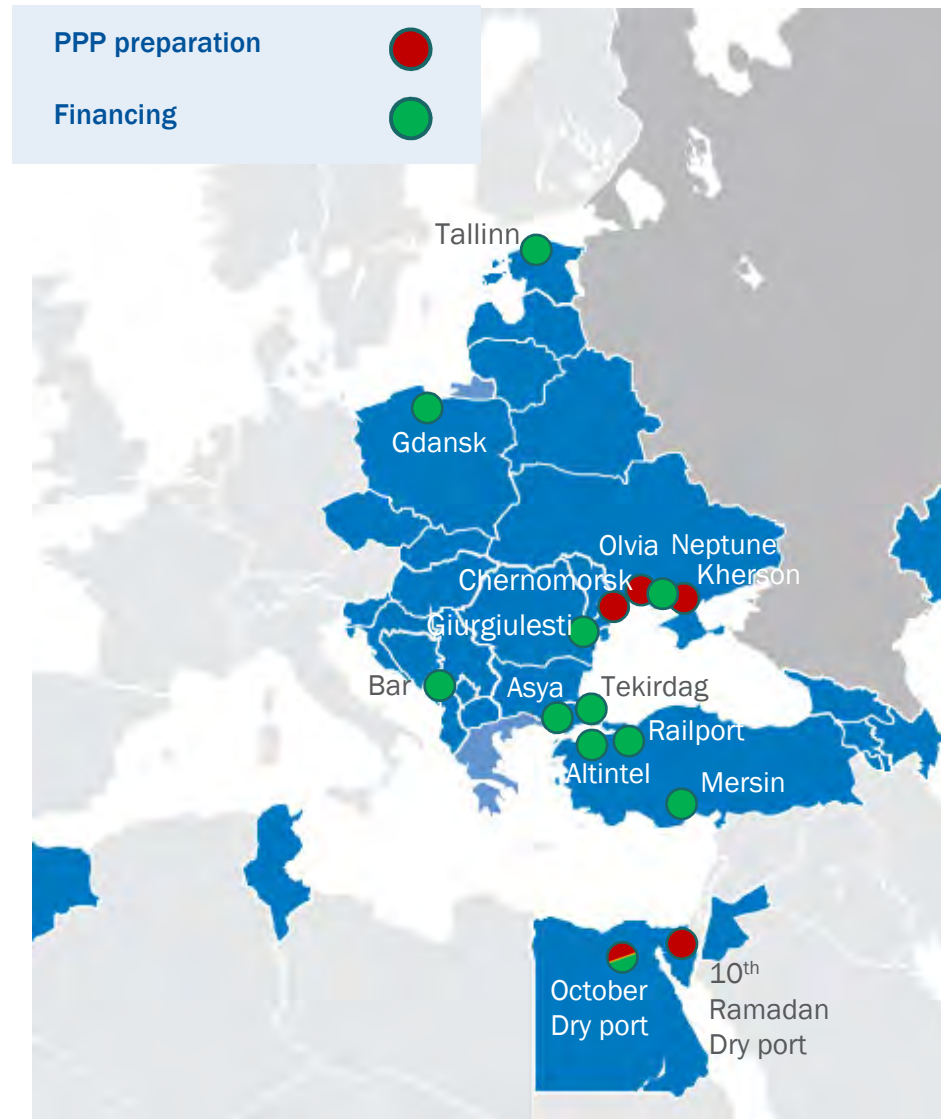 PPP preparation
Financing
Tallinn
Gdansk
Olvia
Neptune
Chernomorsk
Kherson
Giurgiulesti
Bar
Asya
Tekirdag
Railport
Altintel
Mersin
October
Dry port
10th
Ramadan
Dry port